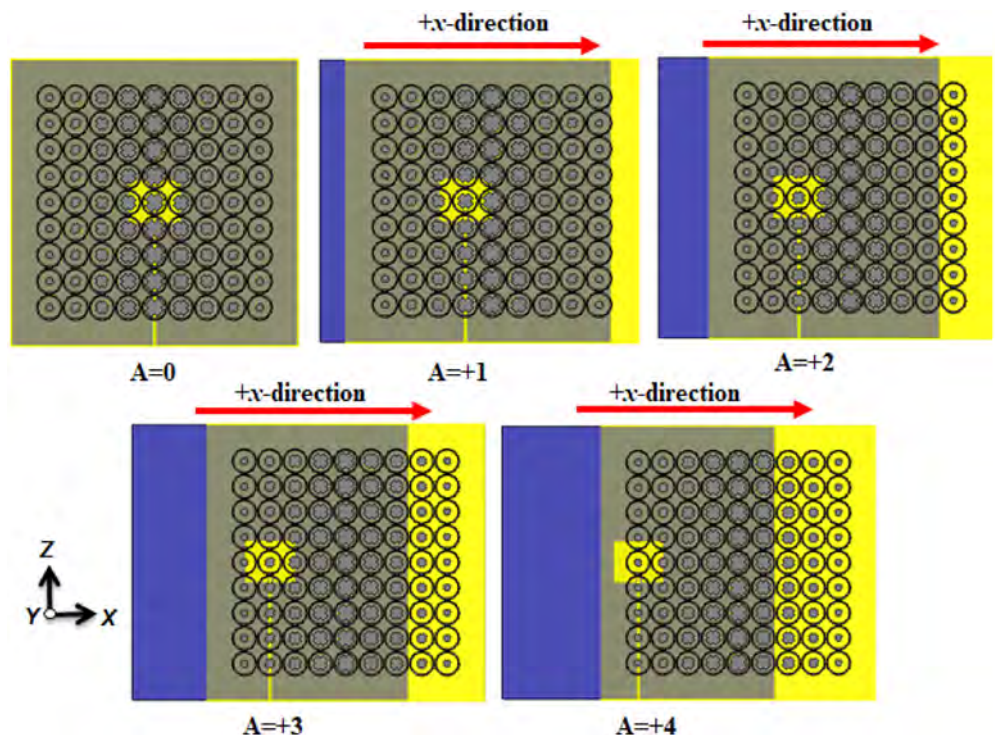 +x-direction
+x-direction
A=0
A=+1
A=+2
+x-direction
+x-direction
Z
Y
X
A=+3
A=+4